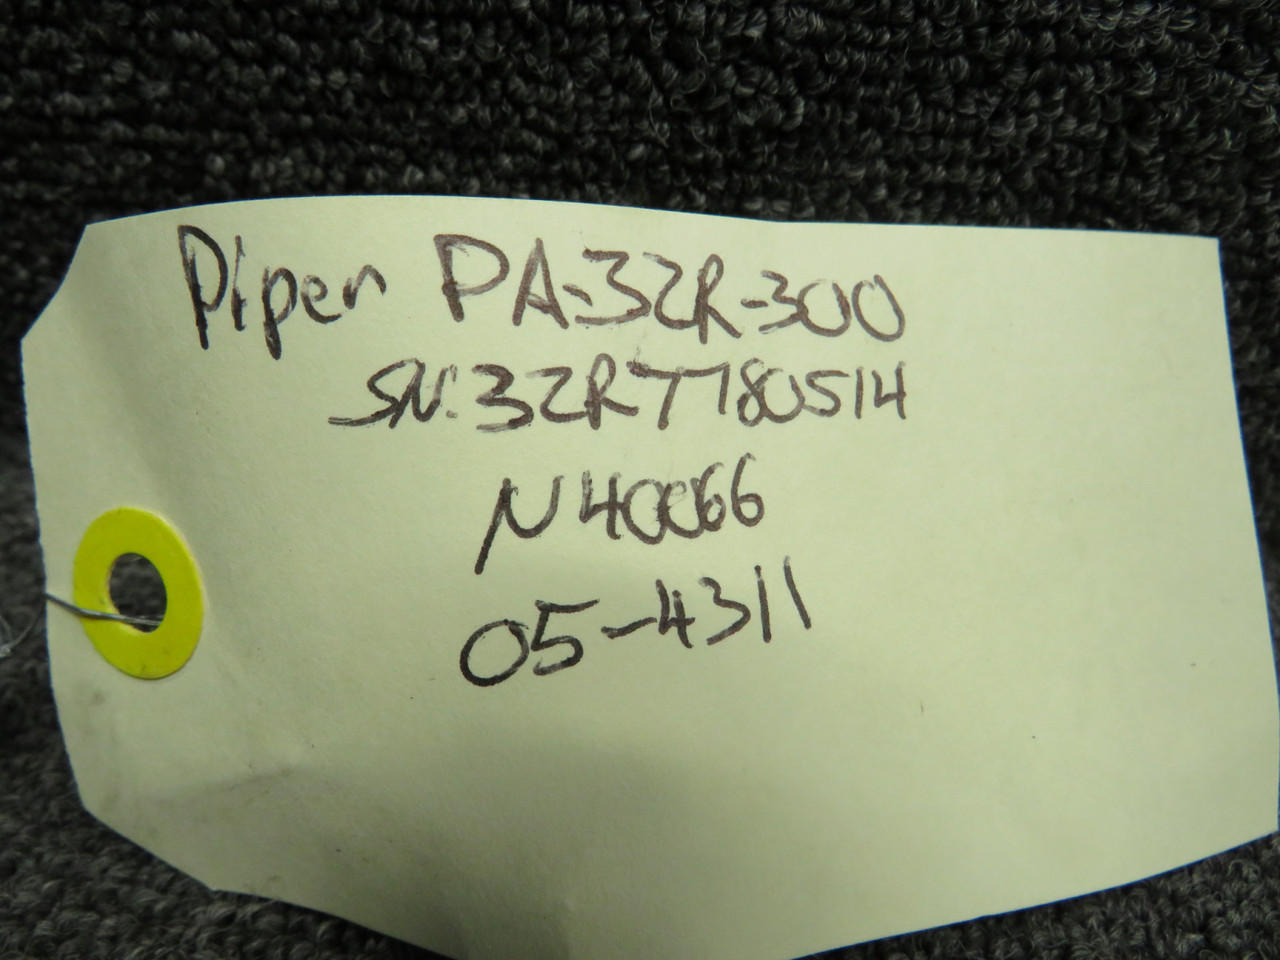 Piper PA-32R-300
SN: 32R7780514
N40066
05-4311